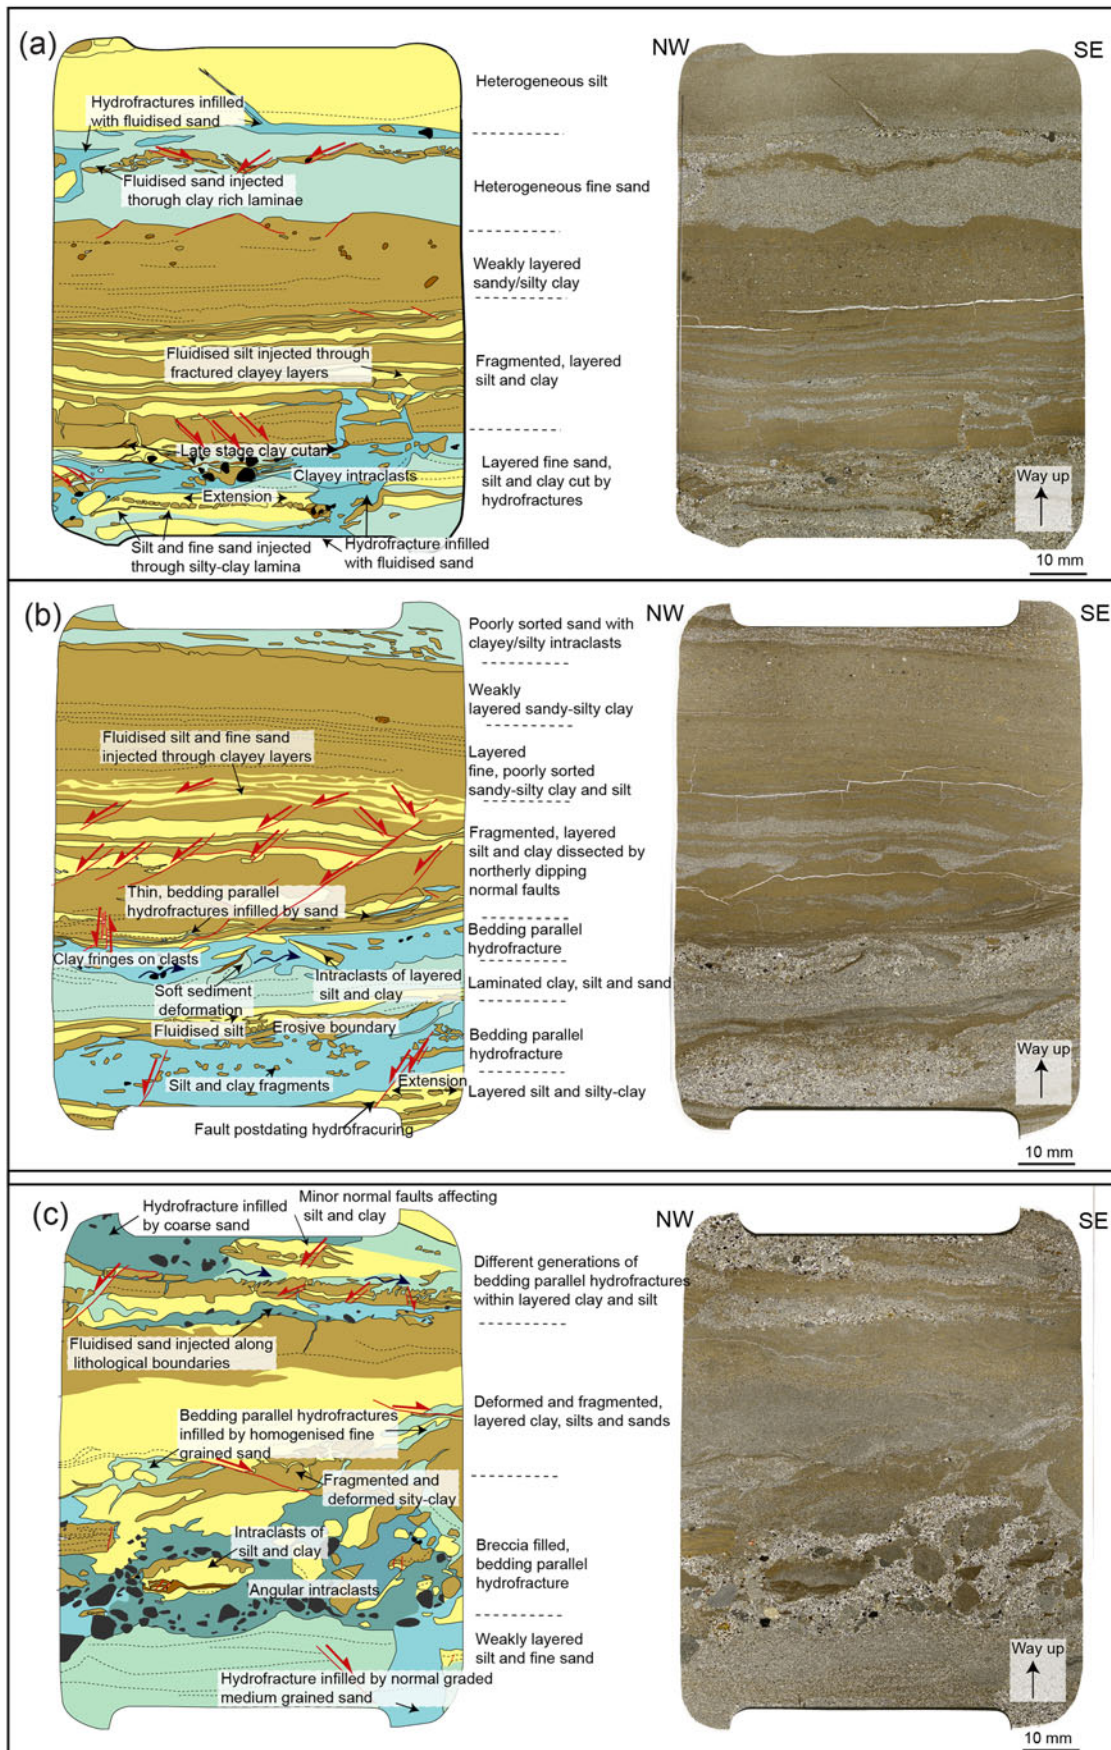 (a)
NW
SE
Heterogeneous silt
Hydrofractures infilled
with fluidised sand
Fluidised sand injected
thorugh clay rich laminae
Heterogeneous fine sand
Weakly layered
sandy/silty clay
Fluidised silt injected through
fractured clayey layers
Fragmented, layered
silt and clay
Late stage clay cutan
Clayey intraclasts
Extension
Layered fine sand,
silt and clay cut by
hydrofractures
Silt and fine sand injected
through silty-clay lamina
Hydrofracture infilled
with fluidised sand
Way up
10 mm
(b)
NW
SE
Poorly sorted sand with
clayey/silty intraclasts
Weakly
layered sandy-silty clay
Fluidised silt and fine sand
injected through clayey layers
Layered
fine, poorly sorted
sandy-silty clay and silt
Fragmented, layered
silt and clay dissected by
northerly dipping
normal faults
Thin, bedding parallel
hydrofractures infilled by sand
Bedding parallel
hydrofracture
Clay fringes on clasts
Soft sediment
deformation
Intraclasts of layered
silt and clay
Laminated clay, silt and sand
Fluidised silt
Erosive boundary
Bedding parallel
hydrofracture
Silt and clay fragments
Extension
Layered silt and silty-clay
Fault postdating hydrofracuring
Way up
10 mm
(c)
NW
SE
Hydrofracture infilled
by coarse sand
Minor normal faults affecting
silt and clay
Different generations of
bedding parallel hydrofractures
within layered clay and silt
Fluidised sand injected along
lithological boundaries
Deformed and fragmented,
layered clay, silts and sands
Bedding parallel hydrofractures
infilled by homogenised fine
grained sand
Fragmented and
deformed sity-clay
Intraclasts of
silt and clay
Angular intraclasts
Breccia filled,
bedding parallel
hydrofracture
Weakly layered
silt and fine sand
Hydrofracture infilled by normal graded
medium grained sand
Way up
10 mm